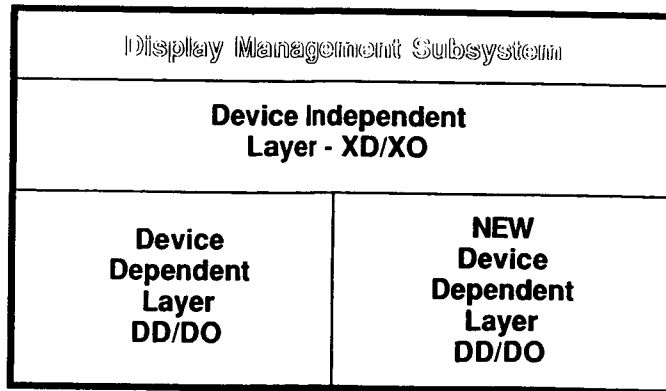 Display Management Subsystem
Device Independent
Layer - XD/XO
Device
Dependent
Layer
DD/DO
NEW
Device
Dependent
Layer
DD/DO